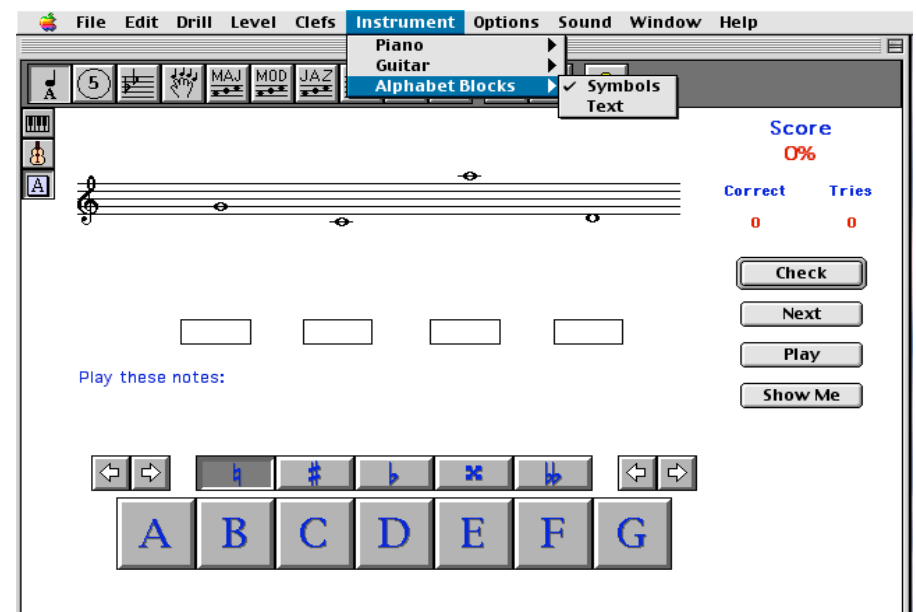 File Edit Drill Level Clefs Instrument Options Sound Window Help
Piano
Guitar
Alphabet Blocks
✓ Symbols
Text
A 5 MAJ MOD JAZ
A
Score
0%
Correct Tries
0 0
Check
Next
Play
Show Me
Play these notes:
♮ ♯ ♭ 𝄪 𝄫
A B C D E F G